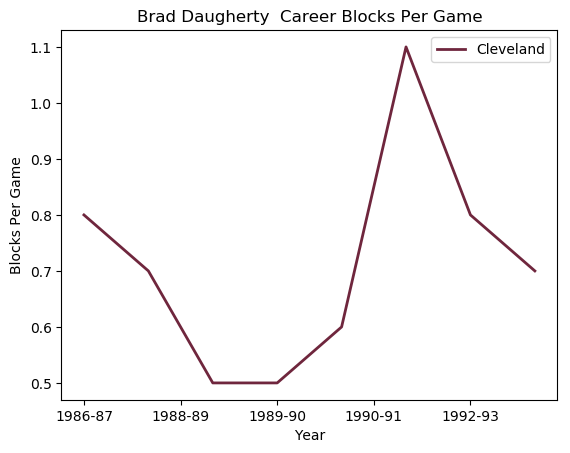 Brad Daugherty  Career Blocks Per Game
Cleveland
Blocks Per Game
1.1
1.0
0.9
0.8
0.7
0.6
0.5
1986-87 1988-89 1989-90 1990-91 1992-93
Year